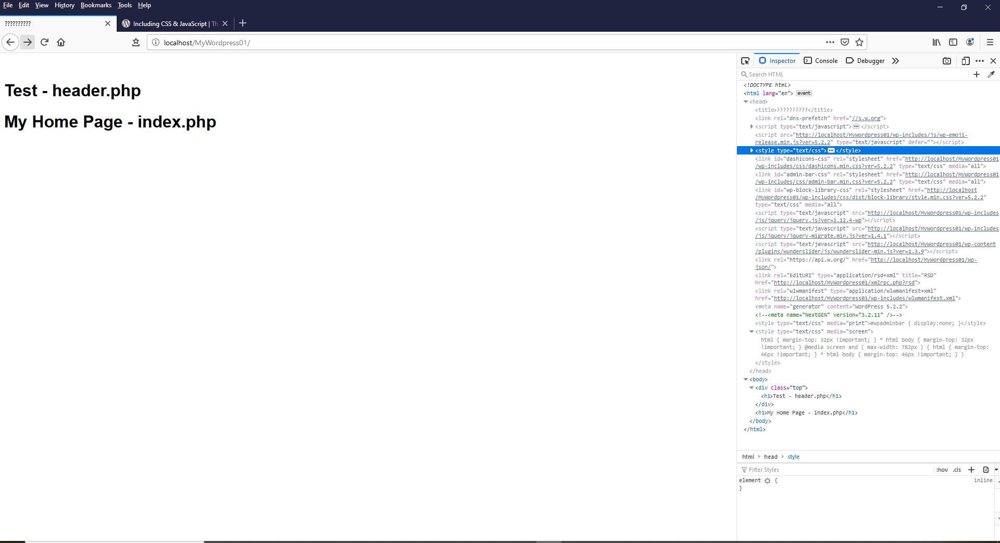 File Edit View History Bookmarks Tools Help
?????????? Including CSS & JavaScript | Th
localhost/MyWordpress01/
Test - header.php
My Home Page - index.php
Inspector Console Debugger
Search HTML
<!DOCTYPE html>
<html lang="en"> event
<head>
<title>??????????</title>
<link rel="dns-prefetch" href="//s.w.org">
<script type="text/javascript">···</script>
<script src="http://localhost/MyWordpress01/wp-includes/js/wp-emoji-
release.min.js?ver=5.2.2" type="text/javascript" defer=""></script>
<style type="text/css">···</style>
<link id="dashicons-css" rel="stylesheet" href="http://localhost/MyWordpress01
/wp-includes/css/dashicons.min.css?ver=5.2.2" type="text/css" media="all">
<link id="admin-bar-css" rel="stylesheet" href="http://localhost/MyWordpress01
/wp-includes/css/admin-bar.min.css?ver=5.2.2" type="text/css" media="all">
<link id="wp-block-library-css" rel="stylesheet" href="http://localhost
/MyWordpress01/wp-includes/css/dist/block-library/style.min.css?ver=5.2.2"
type="text/css" media="all">
<script type="text/javascript" src="http://localhost/MyWordpress01/wp-includes
/js/jquery/jquery.js?ver=1.12.4-wp"></script>
<script type="text/javascript" src="http://localhost/MyWordpress01/wp-includes
/js/jquery/jquery-migrate.min.js?ver=1.4.1"></script>
<script type="text/javascript" src="http://localhost/MyWordpress01/wp-content
/plugins/wunderslider/js/wunderslider-min.js?ver=1.3.9"></script>
<link rel="https://api.w.org/" href="http://localhost/MyWordpress01/wp-
json/">
<link rel="EditURI" type="application/rsd+xml" title="RSD"
href="http://localhost/MyWordpress01/xmlrpc.php?rsd">
<link rel="wlwmanifest" type="application/wlwmanifest+xml"
href="http://localhost/MyWordpress01/wp-includes/wlwmanifest.xml">
<meta name="generator" content="WordPress 5.2.2">
<!--<meta name="NextGEN" version="3.2.11" />-->
<style type="text/css" media="print">#wpadminbar { display:none; }</style>
<style type="text/css" media="screen">
html { margin-top: 32px !important; } * html body { margin-top: 32px
!important; } @media screen and ( max-width: 782px ) { html { margin-top:
46px !important; } * html body { margin-top: 46px !important; } }
</style>
</head>
<body>
<div class="top">
<h1>Test - header.php</h1>
</div>
<h1>My Home Page - index.php</h1>
</body>
</html>
html > head > style
Filter Styles :hov .cls
element { inline
}